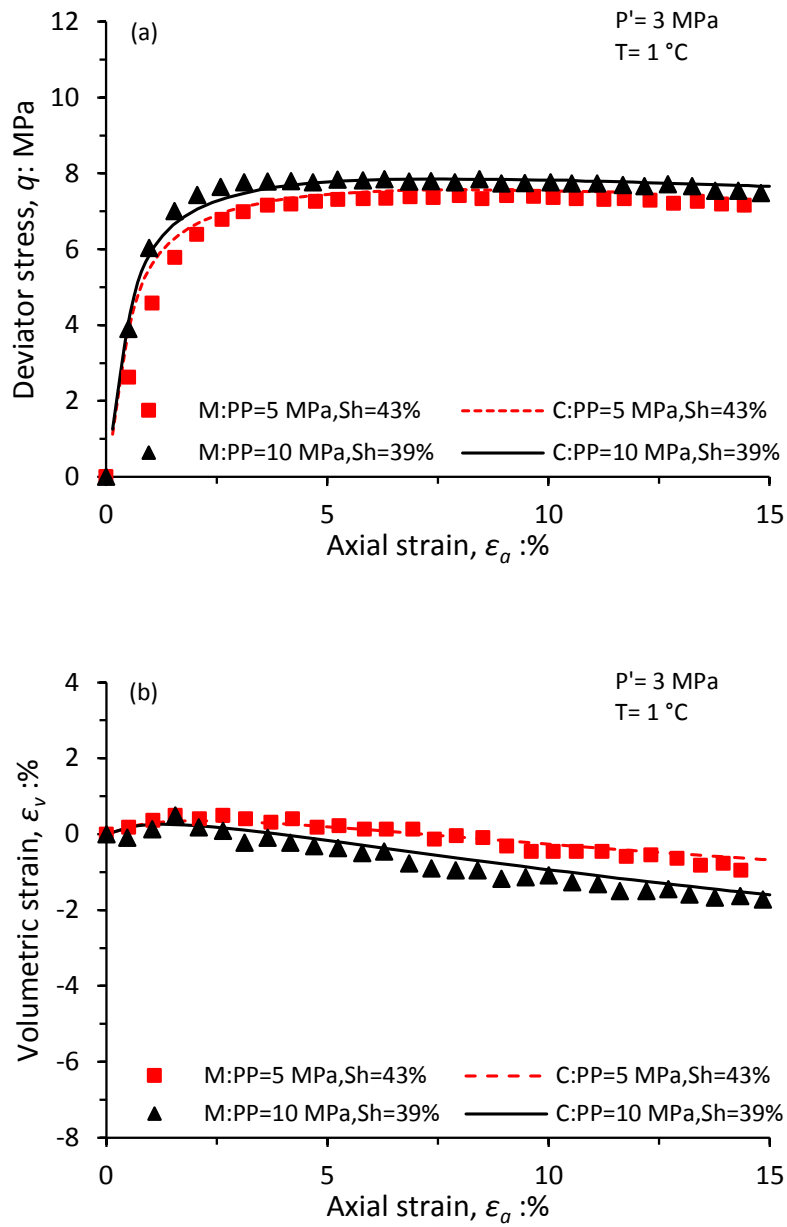 (a)
P'= 3 MPa
T= 1 °C
12
10
8
6
4
2
0
Deviator stress, q: MPa
M:PP=5 MPa,Sh=43%
C:PP=5 MPa,Sh=43%
M:PP=10 MPa,Sh=39%
C:PP=10 MPa,Sh=39%
0
5
10
15
Axial strain, εa :%
(b)
P'= 3 MPa
T= 1 °C
4
2
0
-2
-4
-6
-8
Volumetric strain, εv :%
M:PP=5 MPa,Sh=43%
C:PP=5 MPa,Sh=43%
M:PP=10 MPa,Sh=39%
C:PP=10 MPa,Sh=39%
0
5
10
15
Axial strain, εa :%